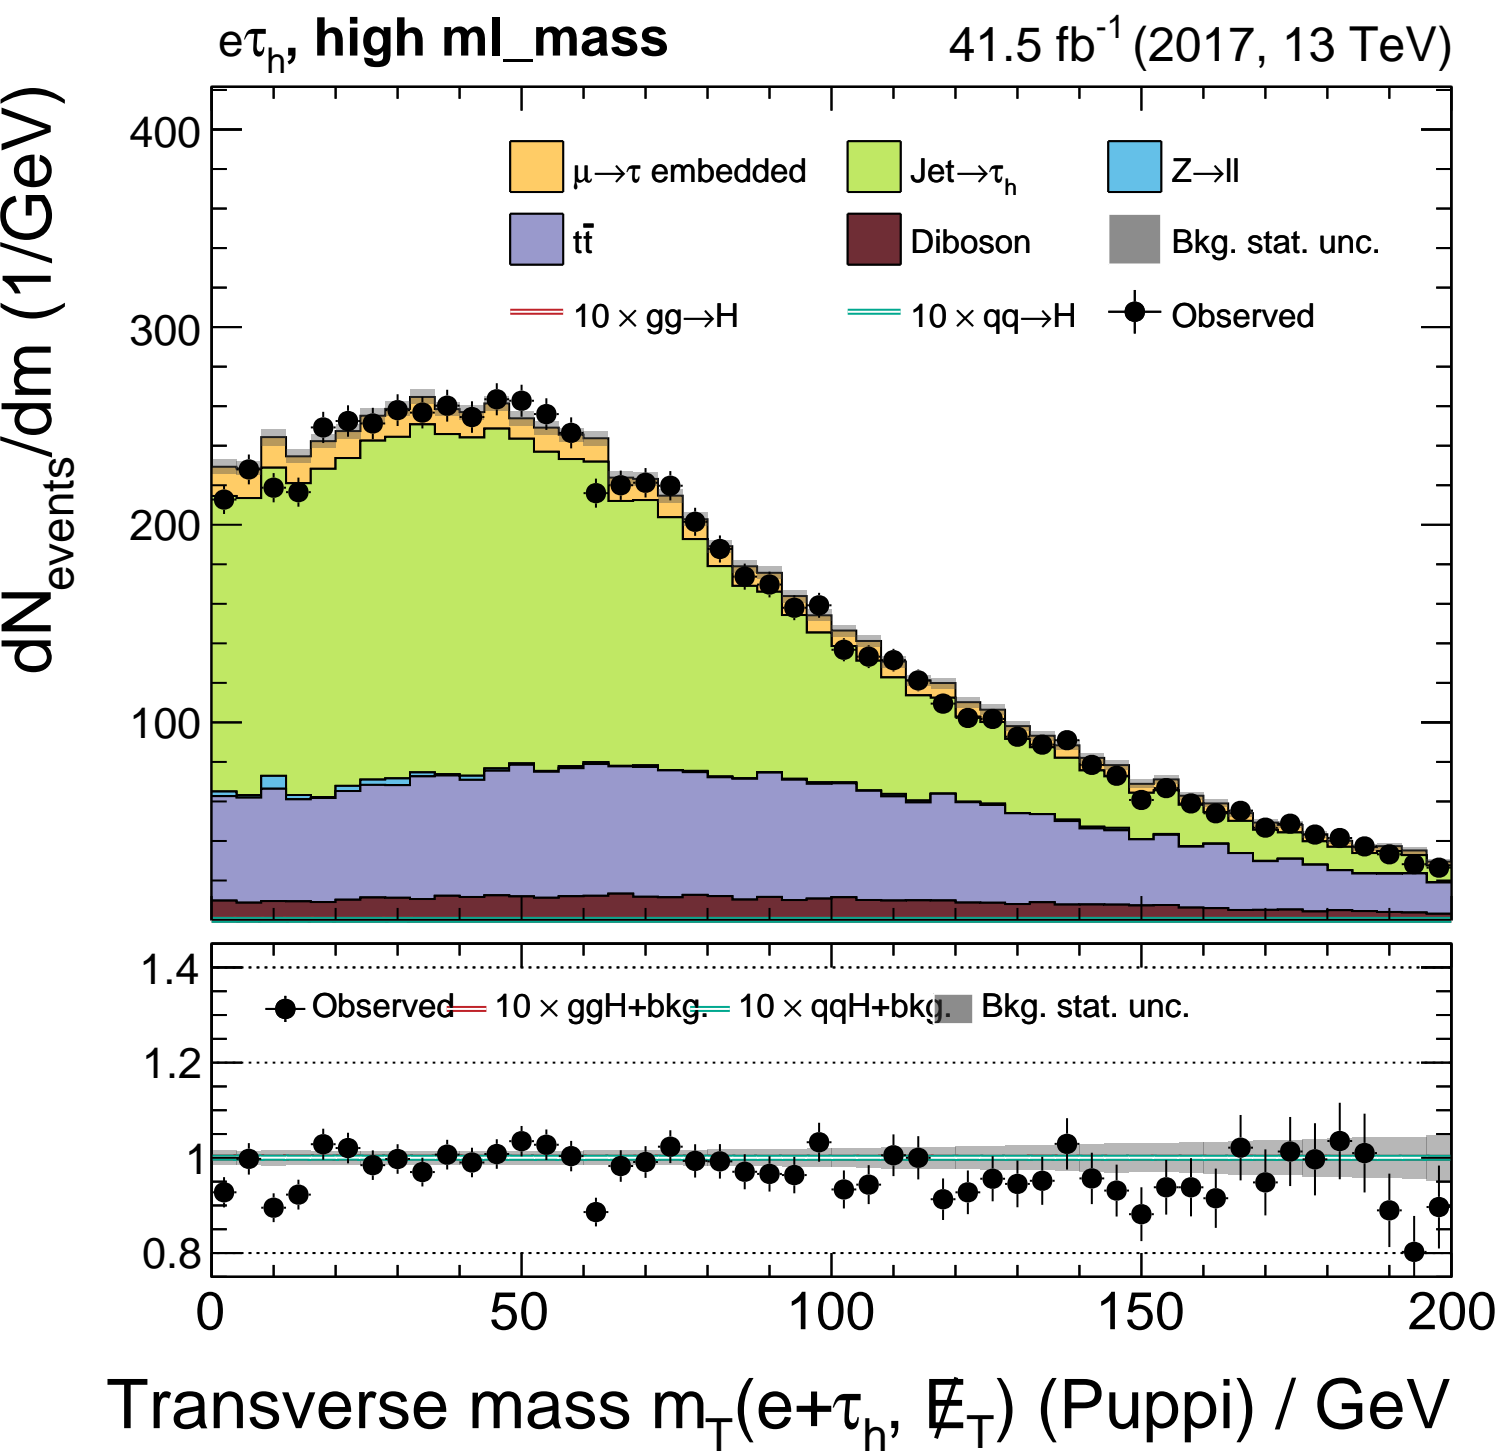 eτh, high ml_mass 41.5 fb-1 (2017, 13 TeV)
dNevents/dm (1/GeV)
400
300
200
100
μ→τ embedded Jet→τh Z→ll
tt̄ Diboson Bkg. stat. unc.
10 × gg→H 10 × qq→H Observed
1.4
1.2
1
0.8
Observed 10 × ggH+bkg. 10 × qqH+bkg. Bkg. stat. unc.
0 50 100 150 200
Transverse mass mT(e+τh, E̸T) (Puppi) / GeV